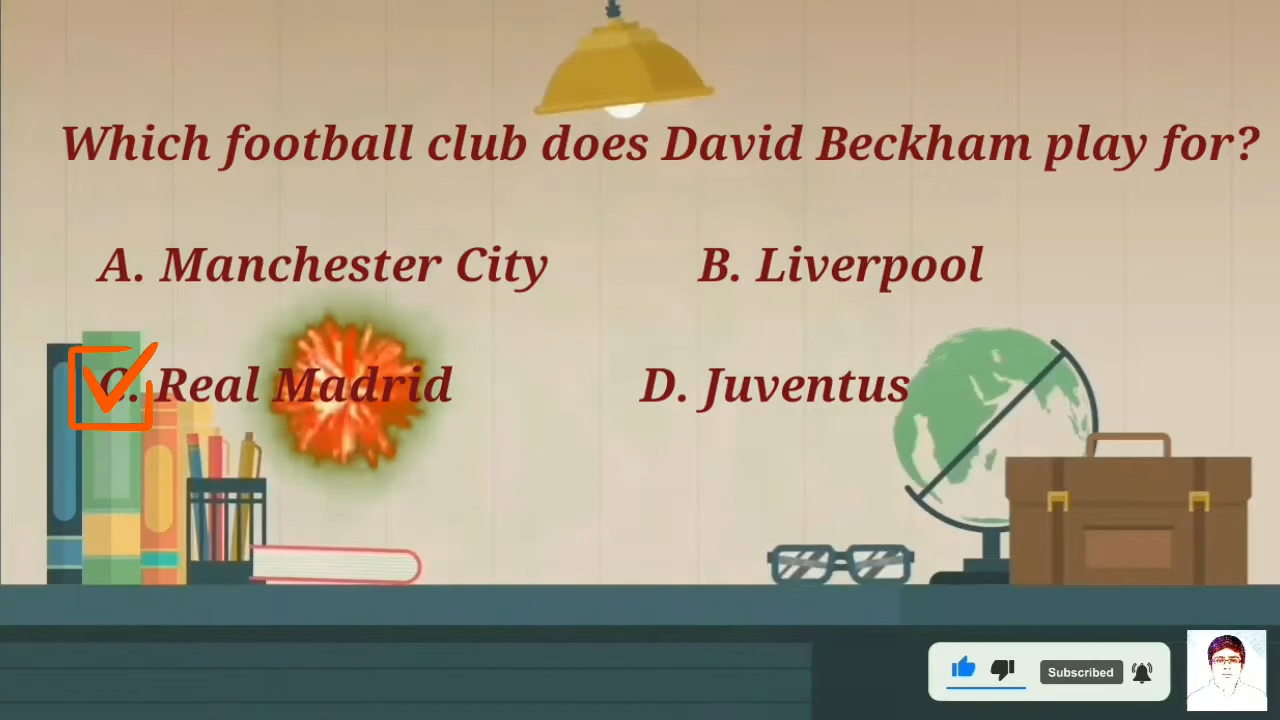 Which football club does David Beckham play for?
A. Manchester City
B. Liverpool
C. Real Madrid
D. Juventus
Subscribed